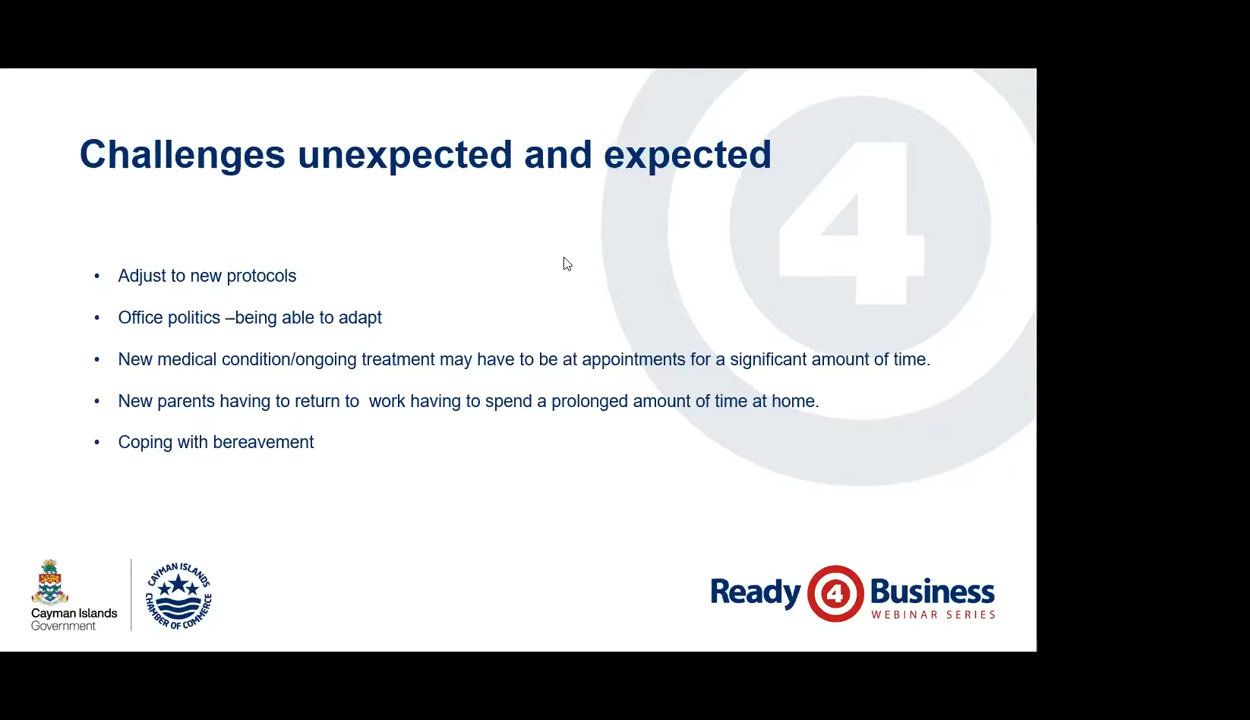 Challenges unexpected and expected
• Adjust to new protocols
• Office politics –being able to adapt
• New medical condition/ongoing treatment may have to be at appointments for a significant amount of time.
• New parents having to return to  work having to spend a prolonged amount of time at home.
• Coping with bereavement
4
Cayman Islands
Government
CAYMAN ISLANDS
CHAMBER OF COMMERCE
Ready 4 Business
WEBINAR SERIES